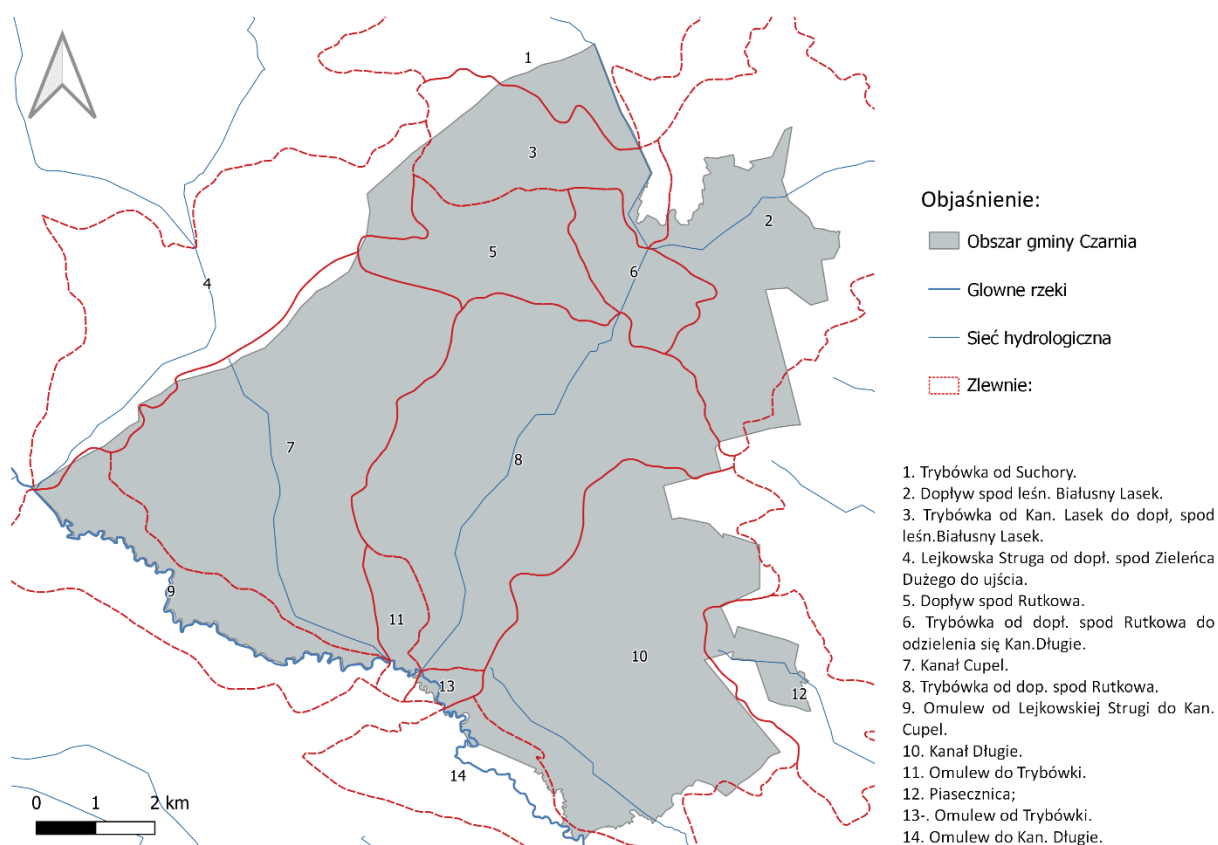 1
3
2
5
6
4
7
8
9
11
10
13
12
14
0 1 2 km
Objaśnienie:
Obszar gminy Czarnia
Glowne rzeki
Sieć hydrologiczna
Zlewnie:
1. Trybówka od Suchory.
2. Dopływ spod leśn. Białusny Lasek.
3. Trybówka od Kan. Lasek do dopł, spod
leśn.Białusny Lasek.
4. Lejkowska Struga od dopł. spod Zieleńca
Dużego do ujścia.
5. Dopływ spod Rutkowa.
6. Trybówka od dopł. spod Rutkowa do
odzielenia się Kan.Długie.
7. Kanał Cupel.
8. Trybówka od dop. spod Rutkowa.
9. Omulew od Lejkowskiej Strugi do Kan.
Cupel.
10. Kanał Długie.
11. Omulew do Trybówki.
12. Piasecznica;
13-. Omulew od Trybówki.
14. Omulew do Kan. Długie.